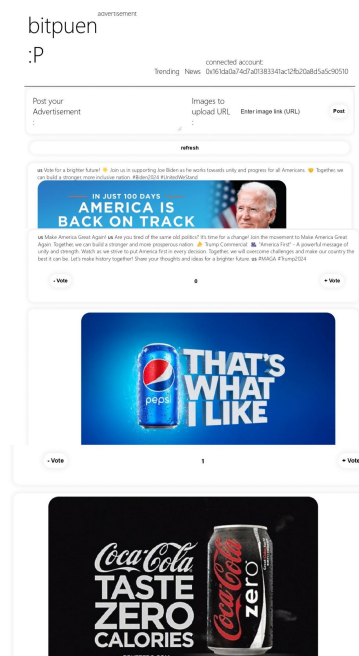 advertisement
bitpuen
:P
connected account:
Trending News 0x161da0a74d7a01383341ac12fb20a8d5a5c90510
Post your
Advertisement
:
Images to
upload URL
:
Enter image link (URL)
Post
refresh
us Vote for a brighter future! 🌟 Join us in supporting Joe Biden as he works towards unity and progress for all Americans. 🤝 Together, we
can build a stronger, more inclusive nation. #Biden2024 #UnitedWeStand
IN JUST 100 DAYS
AMERICA IS
BACK ON TRACK
us Make America Great Again! us Are you tired of the same old politics? It's time for a change! Join the movement to Make America Great
Again. Together, we can build a stronger and more prosperous nation. Trump Commercial: "America First" - A powerful message of
unity and strength. Watch as we strive to put America first in every decision. Together, we will overcome challenges and make our country the
best it can be. Let's make history together! Share your thoughts and ideas for a brighter future. us #MAGA #Trump2024
- Vote 0 + Vote
pepsi
THAT'S
WHAT
I LIKE
- Vote 1 + Vote
Coca-Cola
TASTE
ZERO
CALORIES
Coca-Cola
zero